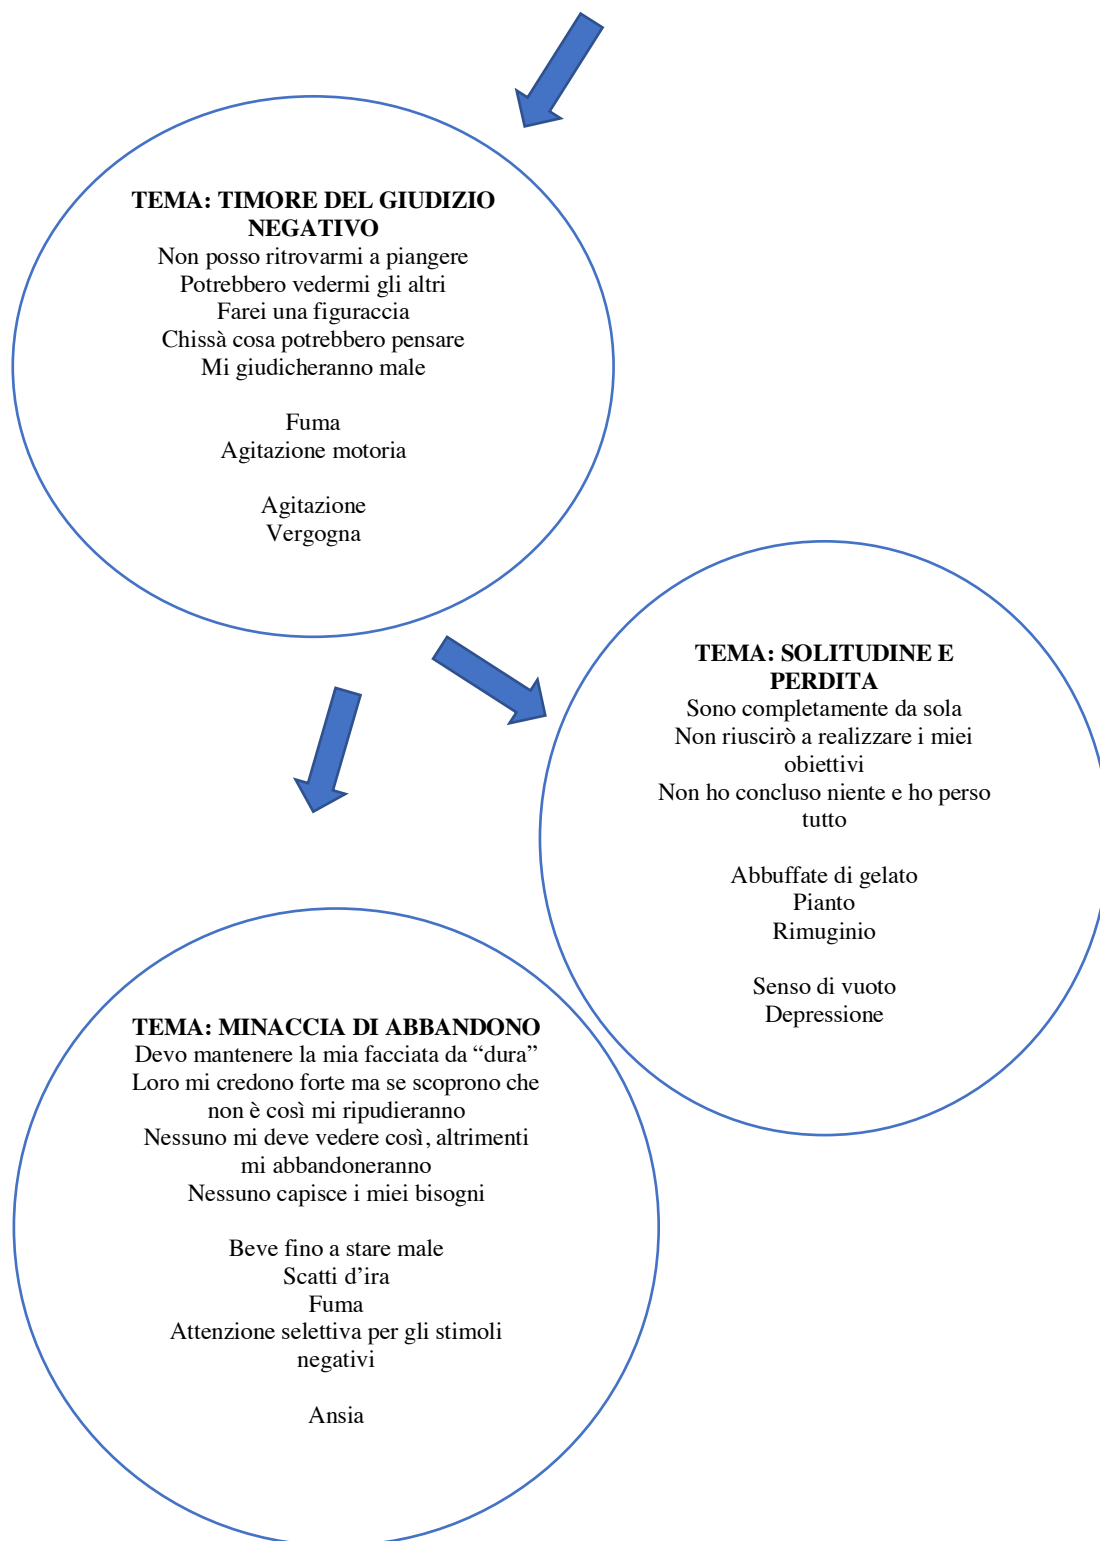 TEMA: TIMORE DEL GIUDIZIO
NEGATIVO
Non posso ritrovarmi a piangere
Potrebbero vedermi gli altri
Farei una figuraccia
Chissà cosa potrebbero pensare
Mi giudicheranno male
Fuma
Agitazione motoria
Agitazione
Vergogna
TEMA: SOLITUDINE E
PERDITA
Sono completamente da sola
Non riuscirò a realizzare i miei
obiettivi
Non ho concluso niente e ho perso
tutto
Abbuffate di gelato
Pianto
Rimuginio
Senso di vuoto
Depressione
TEMA: MINACCIA DI ABBANDONO
Devo mantenere la mia facciata da “dura”
Loro mi credono forte ma se scoprono che
non è così mi ripudieranno
Nessuno mi deve vedere così, altrimenti
mi abbandoneranno
Nessuno capisce i miei bisogni
Beve fino a stare male
Scatti d’ira
Fuma
Attenzione selettiva per gli stimoli
negativi
Ansia